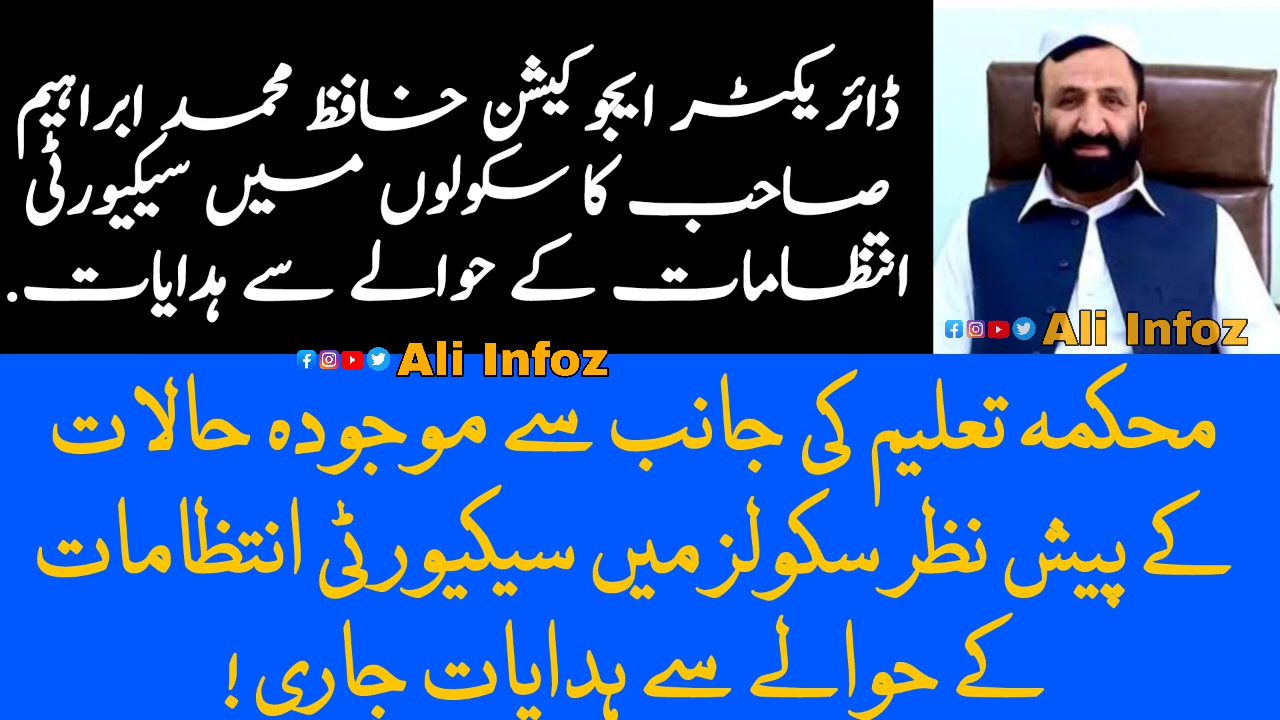 ڈائریکٹر ایجوکیشن حافظ محمد ابراہیم
صاحب کا سکولوں میں سیکیورٹی
انتظامات کے حوالے سے ہدایات.
Ali Infoz
Ali Infoz
محکمہ تعلیم کی جانب سے موجودہ حالات
کے پیش نظر سکولز میں سیکیورٹی انتظامات
کے حوالے سے ہدایات جاری !